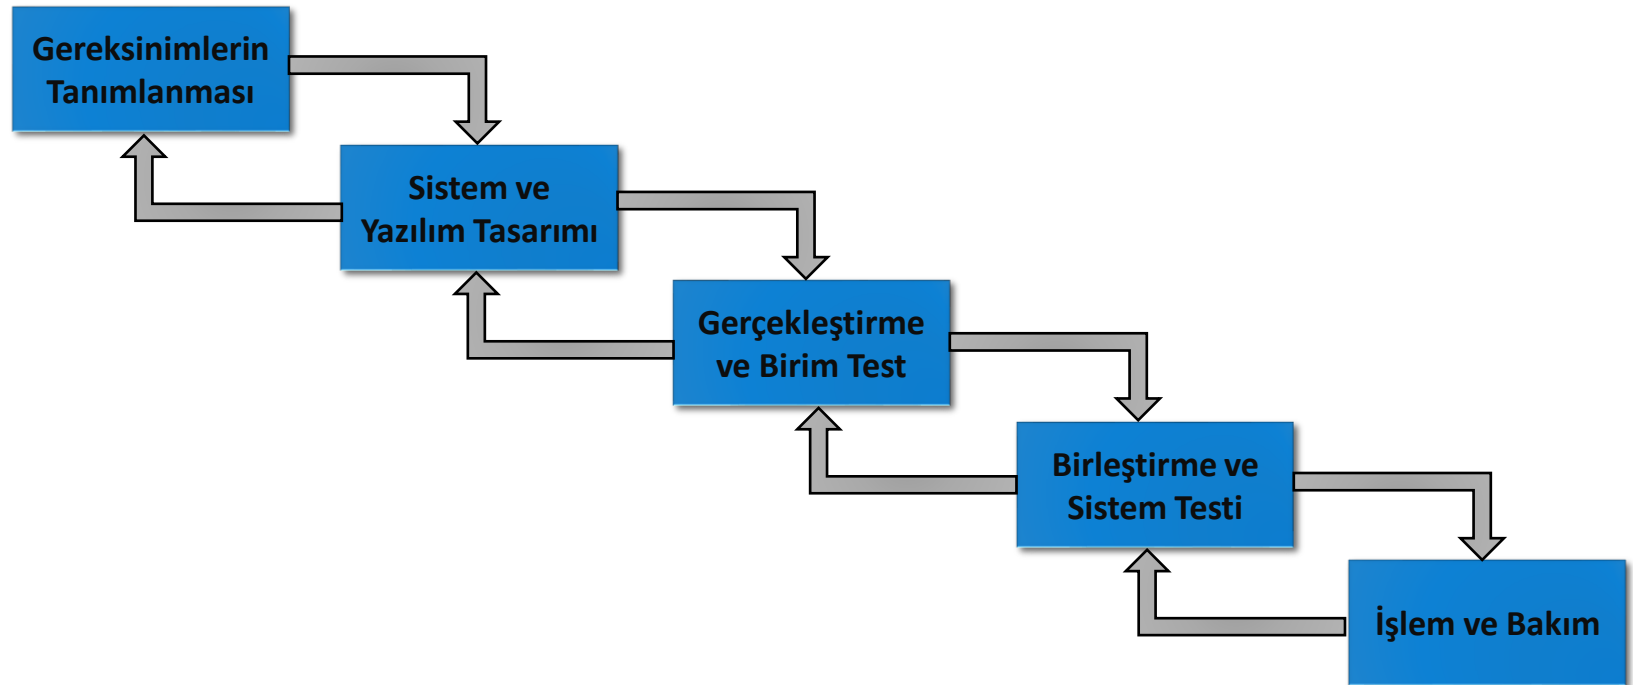 Gereksinimlerin
Tanımlanması
Sistem ve
Yazılım Tasarımı
Gerçekleştirme
ve Birim Test
Birleştirme ve
Sistem Testi
İşlem ve Bakım